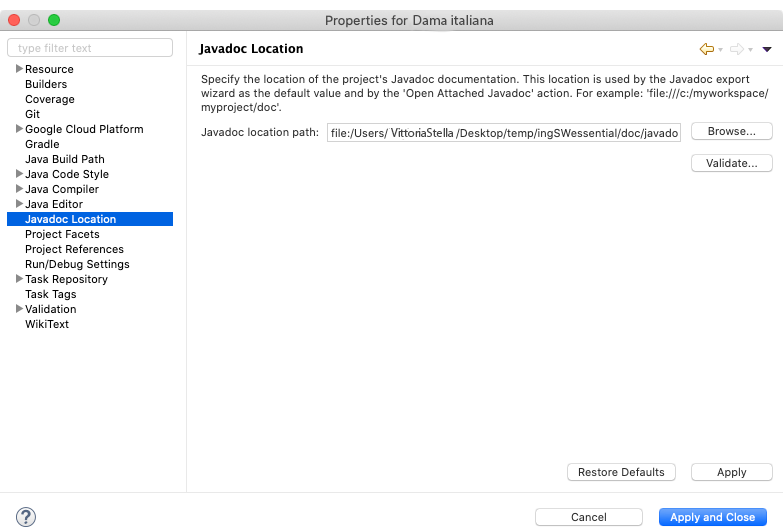 Properties for Dama italiana
type filter text
Resource
Builders
Coverage
Git
Google Cloud Platform
Gradle
Java Build Path
Java Code Style
Java Compiler
Java Editor
Javadoc Location
Project Facets
Project References
Run/Debug Settings
Task Repository
Task Tags
Validation
WikiText
Javadoc Location
Specify the location of the project's Javadoc documentation. This location is used by the Javadoc export
wizard as the default value and by the 'Open Attached Javadoc' action. For example: 'file:///c:/myworkspace/
myproject/doc'.
Javadoc location path: file:/Users/ VittoriaStella /Desktop/temp/ingSWessential/doc/javado Browse...
Validate...
Restore Defaults Apply
? Cancel Apply and Close